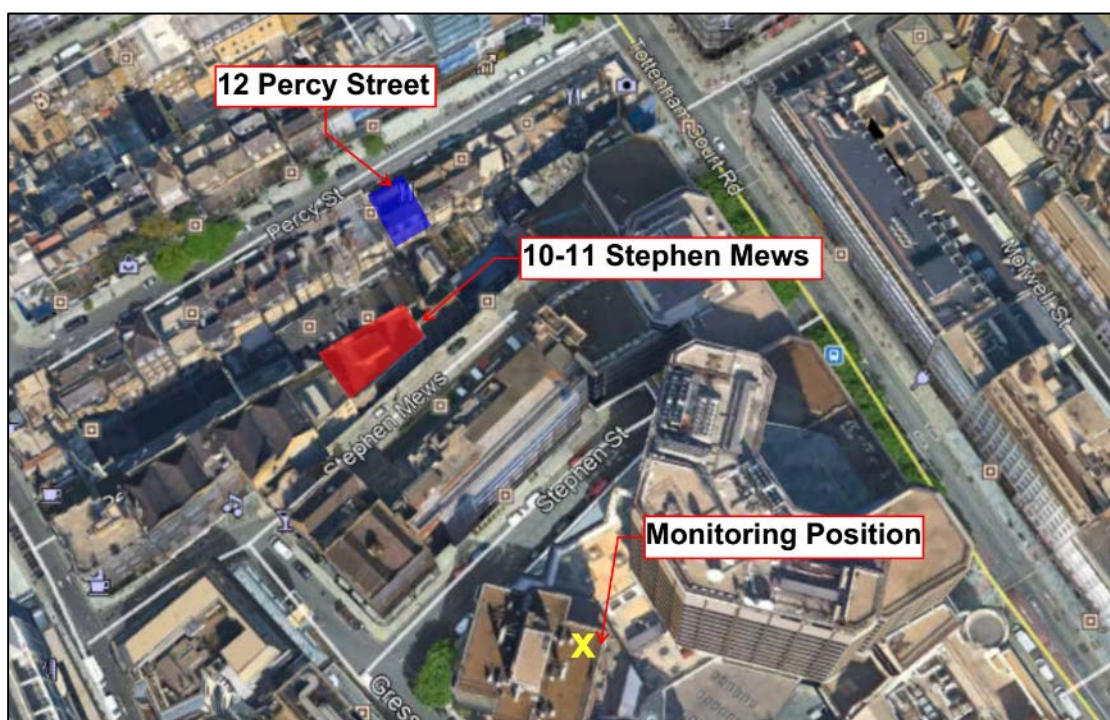 12 Percy Street
Tottenham Court Rd
Percy St
10-11 Stephen Mews
Morwell St
Stephen Mews
Stephen St
Monitoring Position
X
Gress